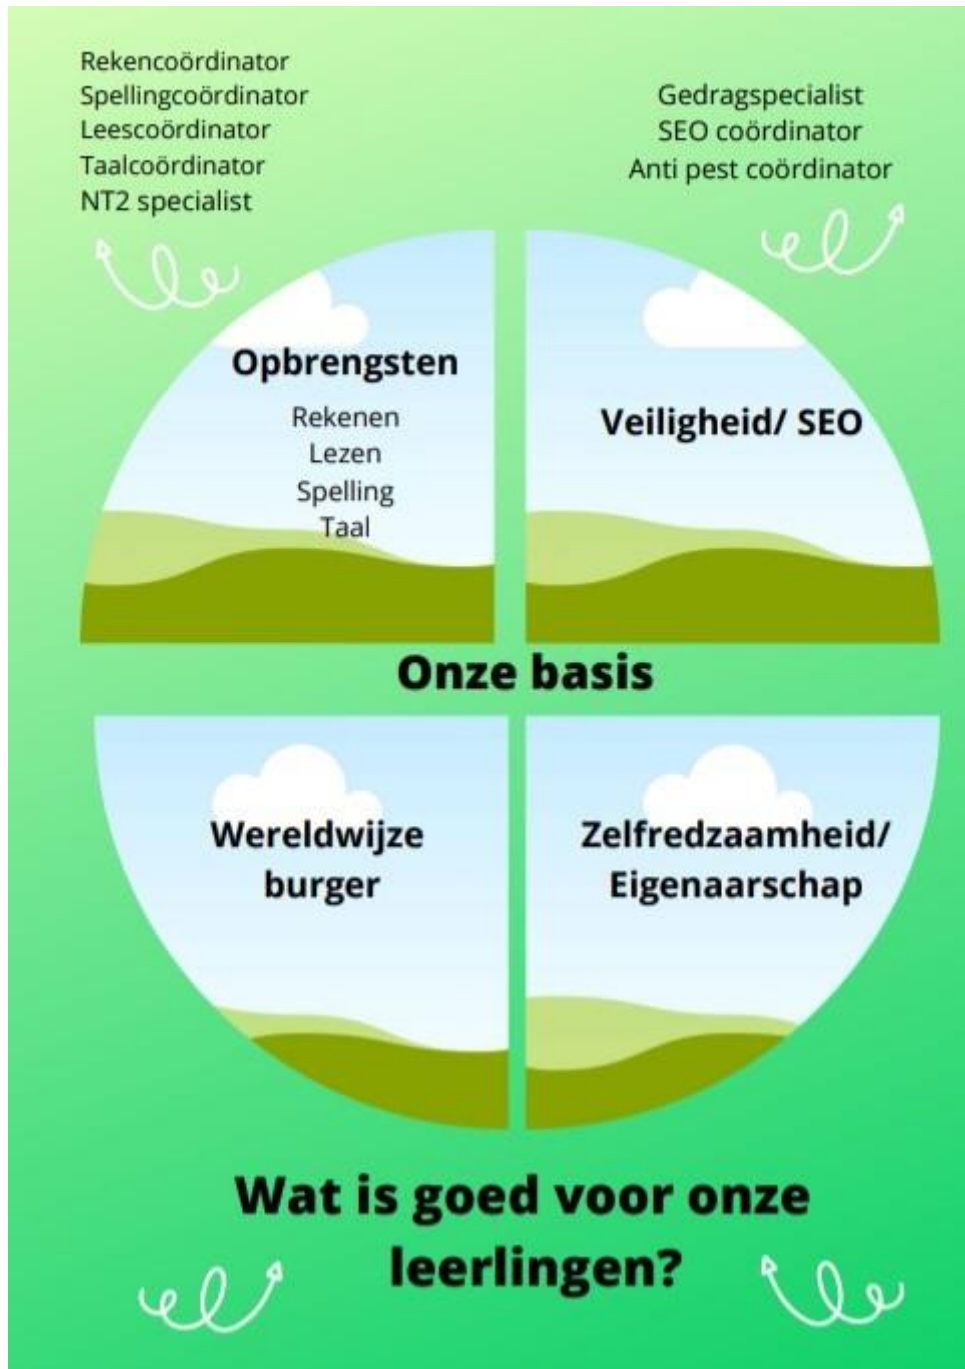 Rekencoördinator
Spellingcoördinator
Leescoördinator
Taalcoördinator
NT2 specialist
Gedragspecialist
SEO coördinator
Anti pest coördinator
Opbrengsten
Rekenen
Lezen
Spelling
Taal
Veiligheid/ SEO
Onze basis
Wereldwijze
burger
Zelfredzaamheid/
Eigenaarschap
Wat is goed voor onze
leerlingen?